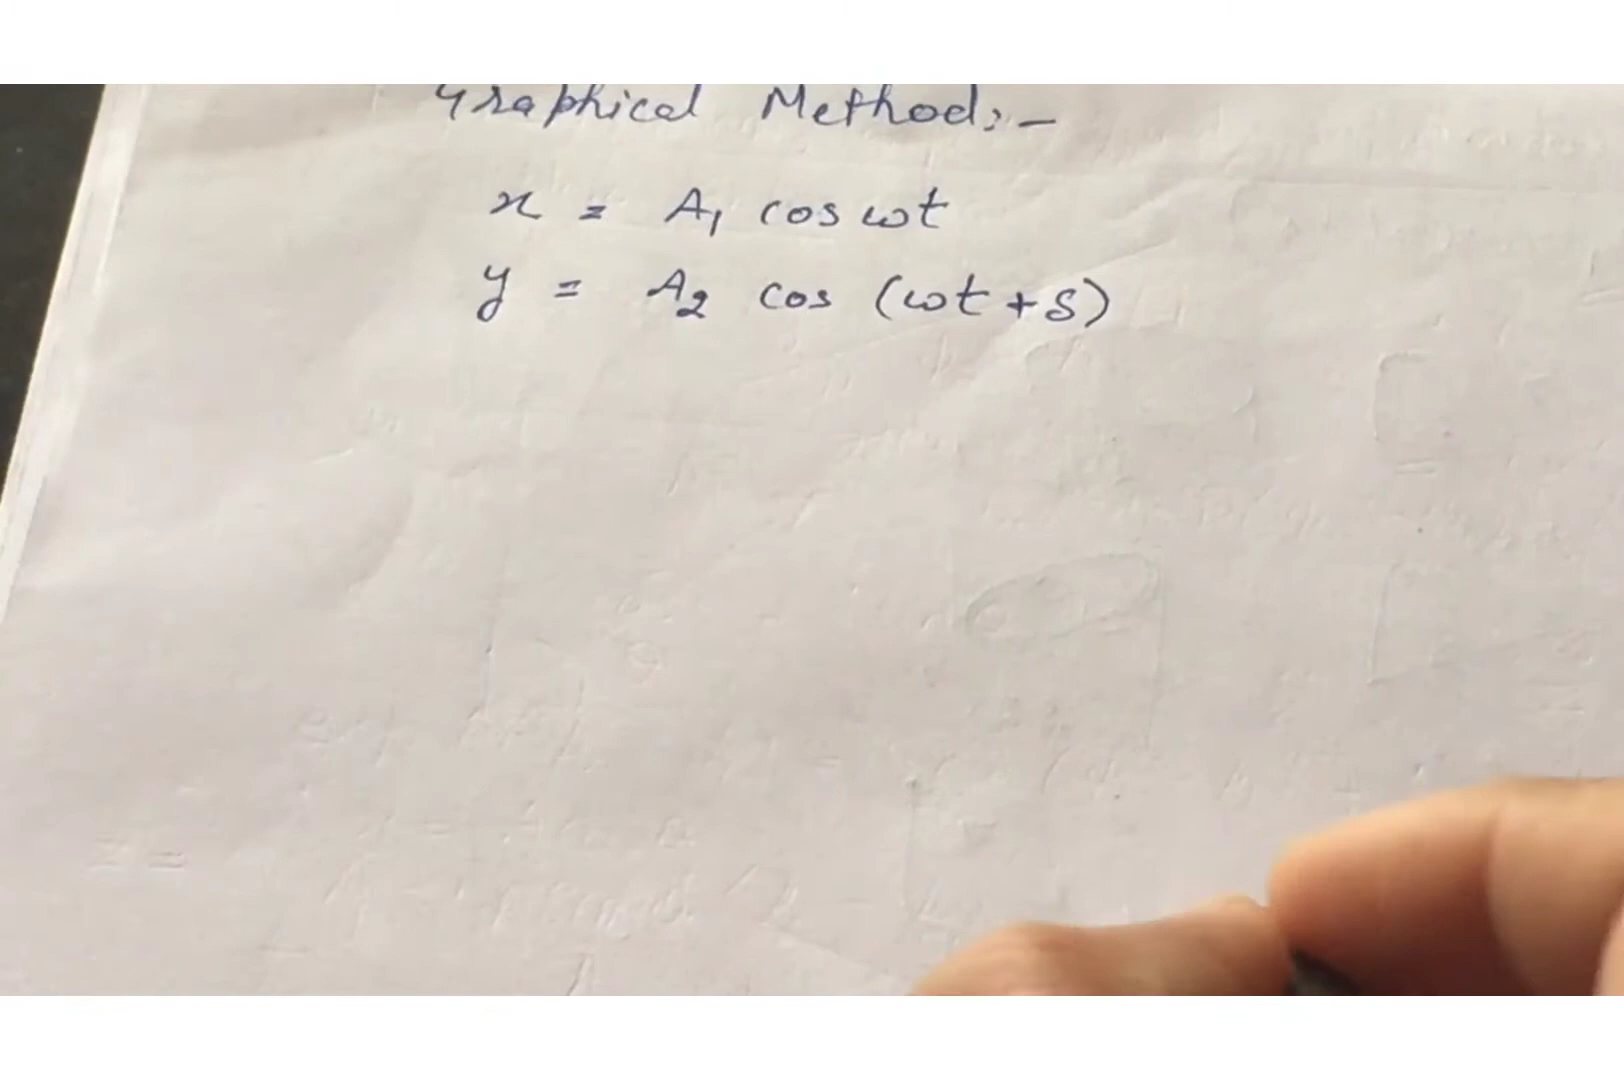 Graphical Method:-
x = A₁ cos ωt
y = A₂ cos (ωt + δ)